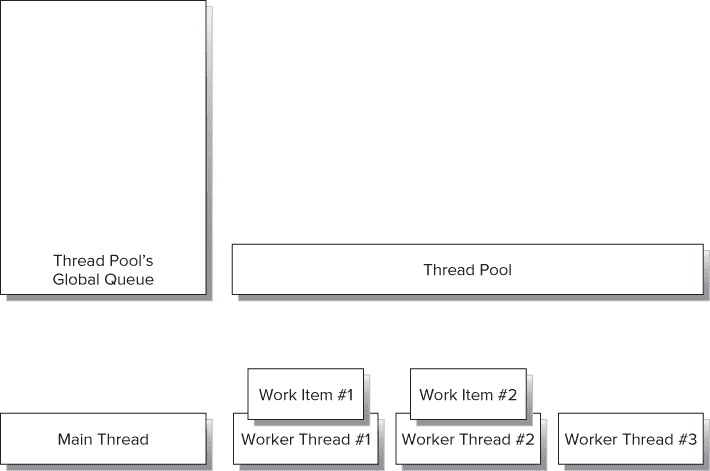 Thread Pool's
Global Queue
Thread Pool
Work Item #1
Work Item #2
Main Thread
Worker Thread #1
Worker Thread #2
Worker Thread #3